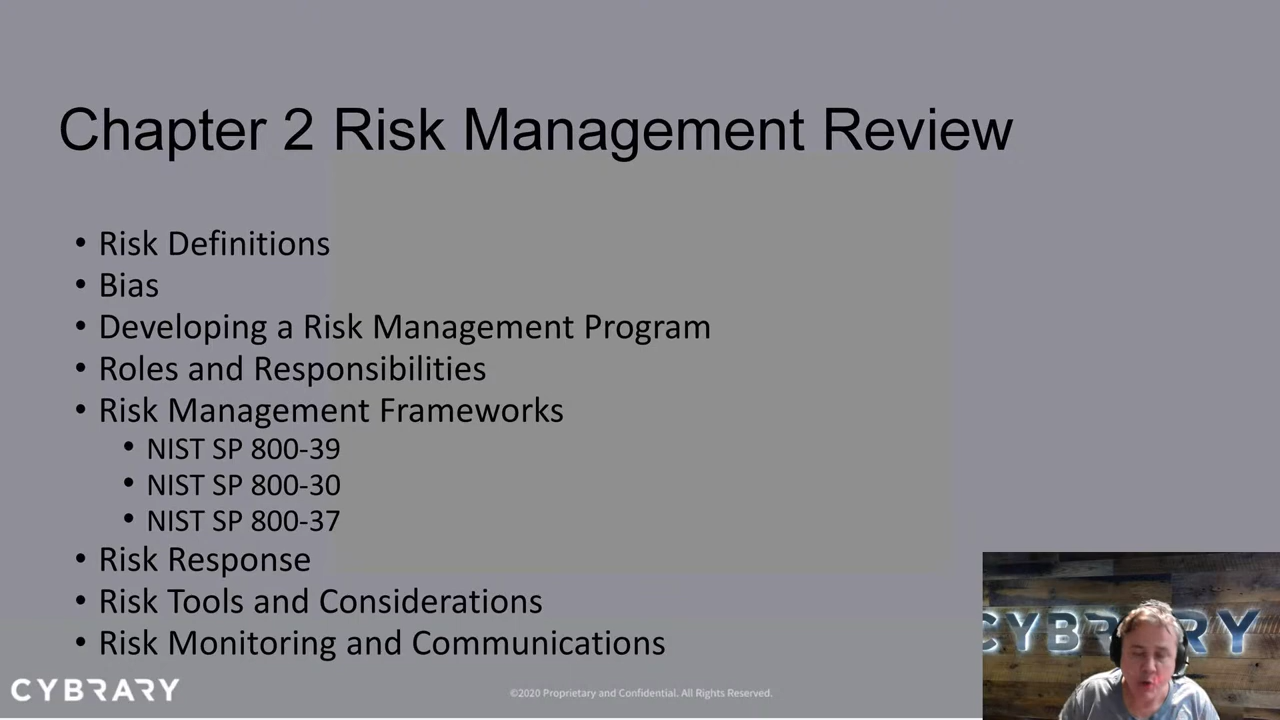 Chapter 2 Risk Management Review
• Risk Definitions
• Bias
• Developing a Risk Management Program
• Roles and Responsibilities
• Risk Management Frameworks
• NIST SP 800-39
• NIST SP 800-30
• NIST SP 800-37
• Risk Response
• Risk Tools and Considerations
• Risk Monitoring and Communications
CYBRARY
CYBRARY
©2020 Proprietary and Confidential. All Rights Reserved.